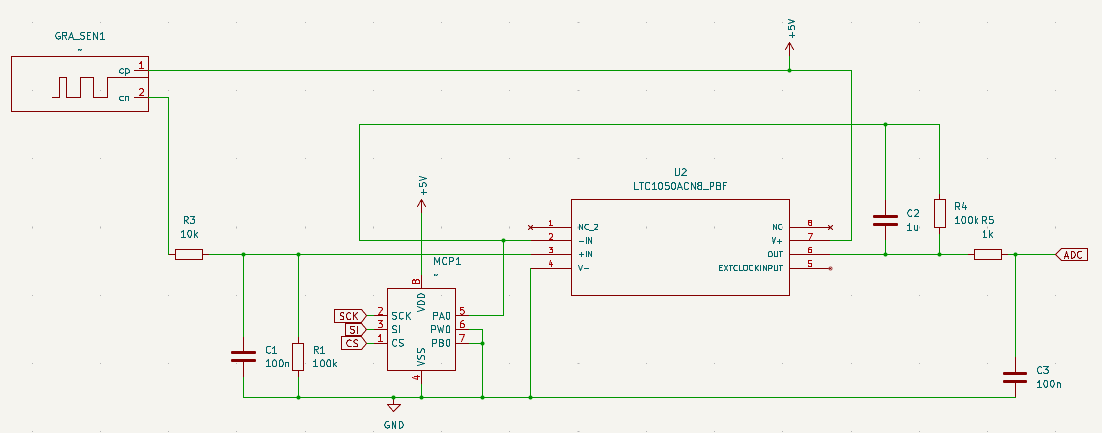 GRA_SEN1
~
cp 1
cn 2
+5V
R3
10k
C1
100n
R1
100k
+5V
MCP1
~
8
VDD
SCK 2 SCK PA0 5
SI 3 SI PW0 6
CS 1 CS PB0 7
VSS
4
GND
U2
LTC1050ACN8_PBF
1 NC_2 NC 8
2 -IN V+ 7
3 +IN OUT 6
4 V- EXTCLOCKINPUT 5
C2
1u
R4
100k
R5
1k
ADC
C3
100n